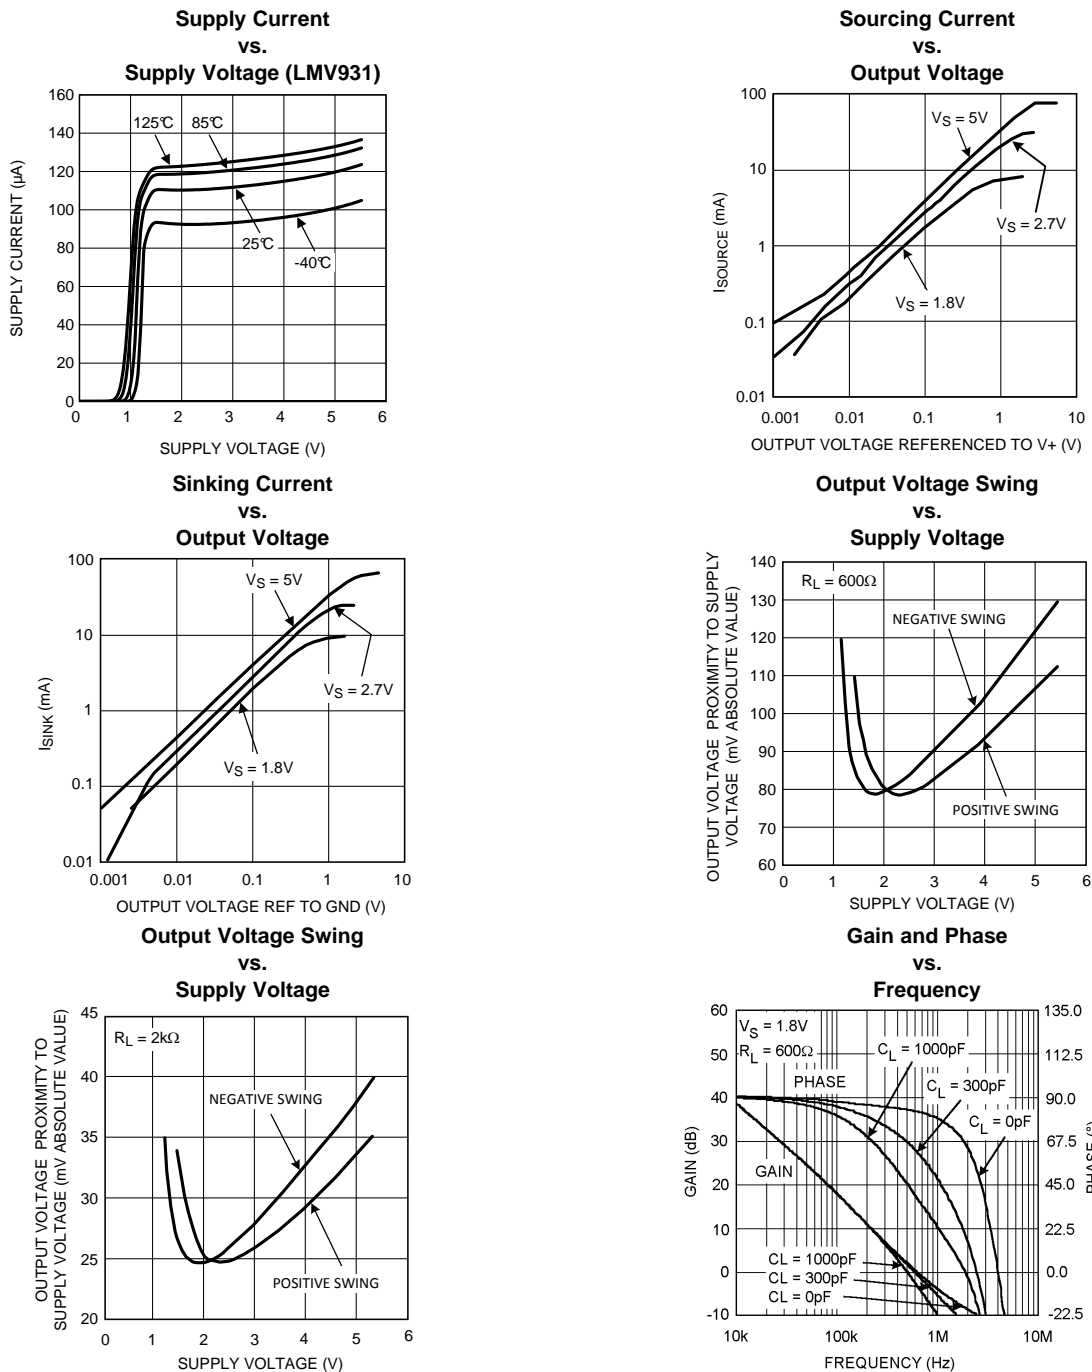 Supply Current
vs.
Supply Voltage (LMV931)
160
140
120
100
80
60
40
20
0
0 1 2 3 4 5 6
125°C
85°C
25°C
-40°C
SUPPLY CURRENT (µA)
SUPPLY VOLTAGE (V)
Sourcing Current
vs.
Output Voltage
100
10
1
0.1
0.01
0.001 0.01 0.1 1 10
VS = 5V
VS = 2.7V
VS = 1.8V
ISOURCE (mA)
OUTPUT VOLTAGE REFERENCED TO V+ (V)
Sinking Current
vs.
Output Voltage
100
10
1
0.1
0.01
0.001 0.01 0.1 1 10
VS = 5V
VS = 2.7V
VS = 1.8V
ISINK (mA)
OUTPUT VOLTAGE REF TO GND (V)
Output Voltage Swing
vs.
Supply Voltage
140
130
120
110
100
90
80
70
60
0 1 2 3 4 5 6
RL = 600Ω
NEGATIVE SWING
POSITIVE SWING
OUTPUT VOLTAGE PROXIMITY TO SUPPLY
VOLTAGE (mV ABSOLUTE VALUE)
SUPPLY VOLTAGE (V)
Output Voltage Swing
vs.
Supply Voltage
45
40
35
30
25
20
0 1 2 3 4 5 6
RL = 2kΩ
NEGATIVE SWING
POSITIVE SWING
OUTPUT VOLTAGE PROXIMITY TO
SUPPLY VOLTAGE (mV ABSOLUTE VALUE)
SUPPLY VOLTAGE (V)
Gain and Phase
vs.
Frequency
60
50
40
30
20
10
0
-10
135.0
112.5
90.0
67.5
45.0
22.5
0.0
-22.5
10k 100k 1M 10M
VS = 1.8V
RL = 600Ω
CL = 1000pF
PHASE
CL = 300pF
CL = 0pF
GAIN
CL = 1000pF
CL = 300pF
CL = 0pF
GAIN (dB)
PHASE (°)
FREQUENCY (Hz)